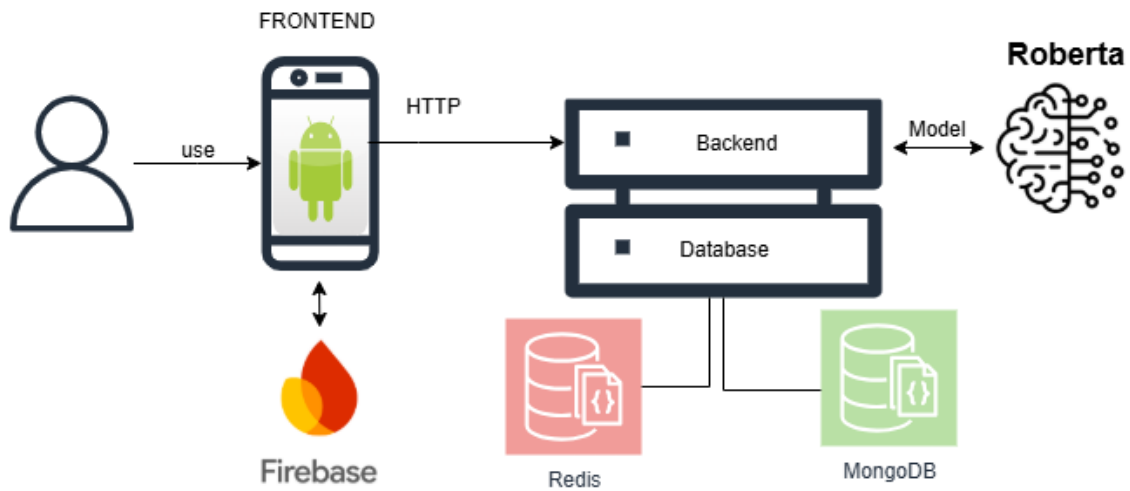 FRONTEND
Roberta
HTTP
use
Backend
Model
Database
{}
{}
Firebase
Redis
MongoDB